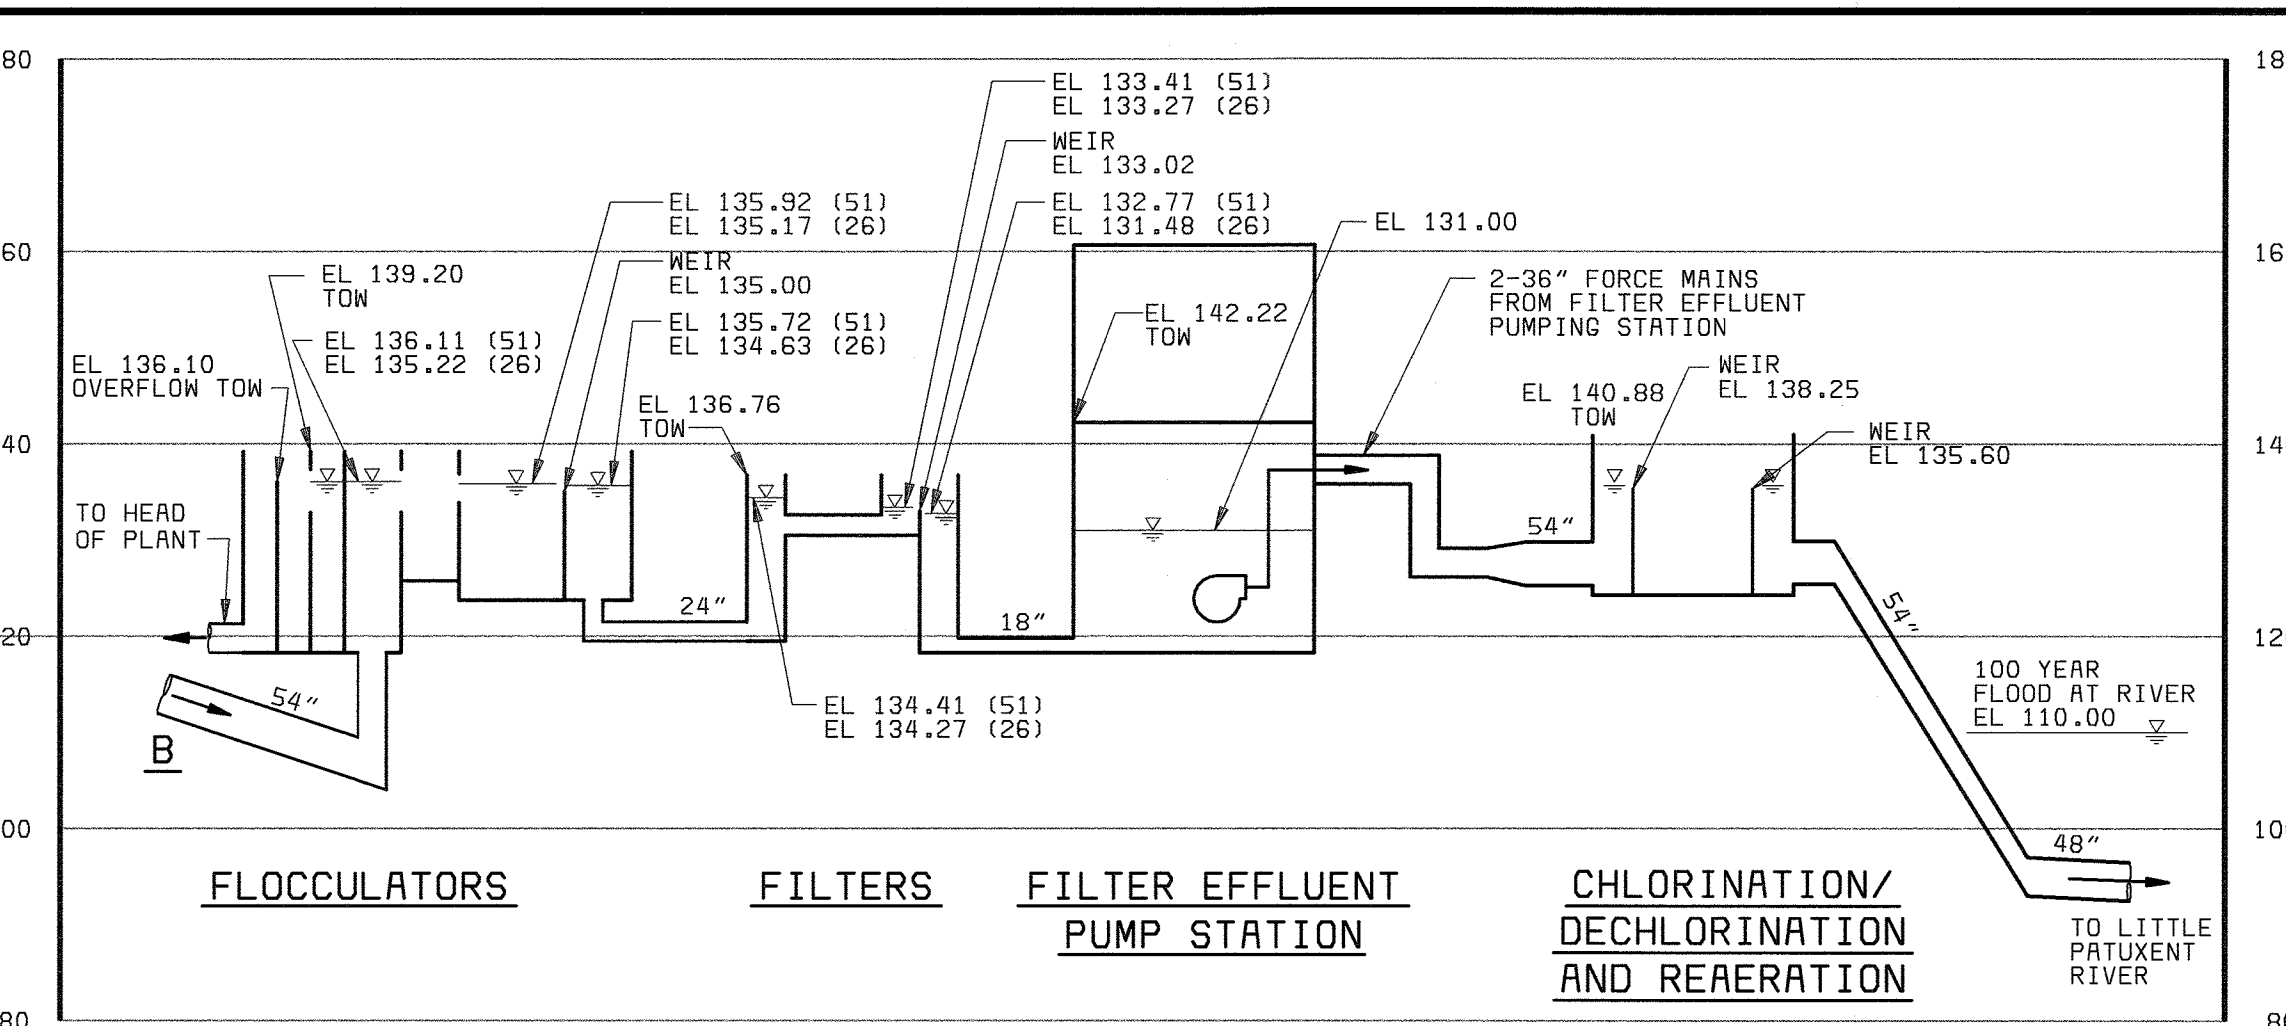 80
18
EL 133.41 (51)
EL 133.27 (26)
WEIR
EL 133.02
EL 135.92 (51)
EL 135.17 (26)
EL 132.77 (51)
EL 131.48 (26)
EL 131.00
60
16
WEIR
EL 135.00
EL 139.20
TOW
2-36" FORCE MAINS
FROM FILTER EFFLUENT
PUMPING STATION
EL 135.72 (51)
EL 134.63 (26)
EL 142.22
TOW
EL 136.11 (51)
EL 135.22 (26)
EL 136.10
OVERFLOW TOW
WEIR
EL 138.25
EL 140.88
TOW
EL 136.76
TOW
40
14
WEIR
EL 135.60
TO HEAD
OF PLANT
54"
24"
18"
54"
20
12
54"
EL 134.41 (51)
EL 134.27 (26)
100 YEAR
FLOOD AT RIVER
EL 110.00
B
00
10
48"
FLOCCULATORS
FILTERS
FILTER EFFLUENT
PUMP STATION
CHLORINATION/
DECHLORINATION
AND REAERATION
TO LITTLE
PATUXENT
RIVER
80
8